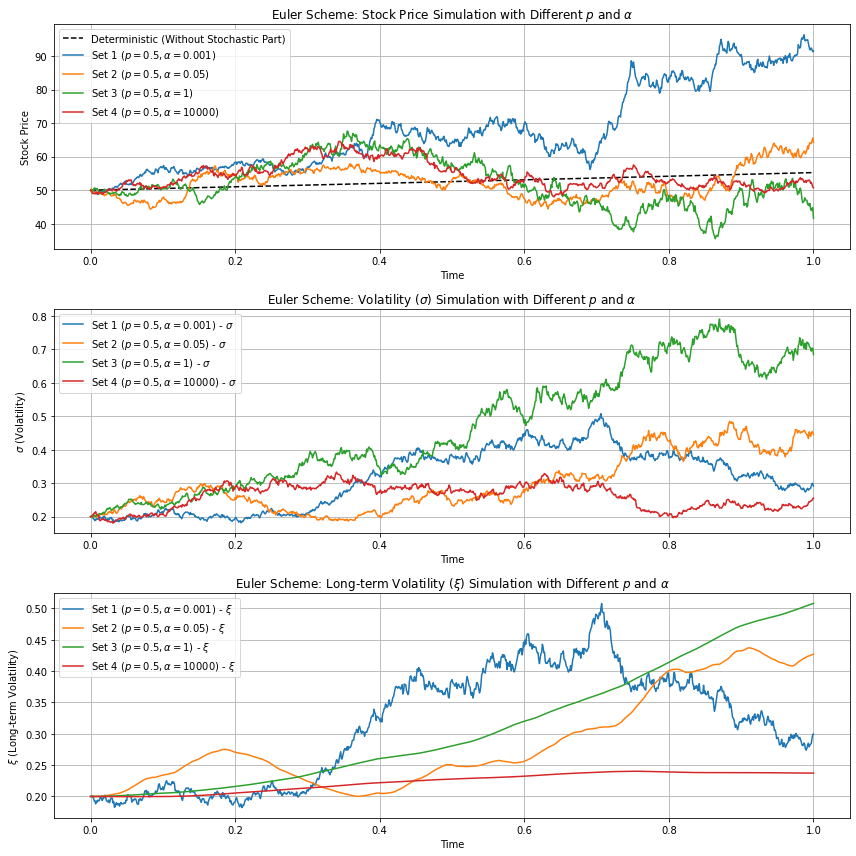 Euler Scheme: Stock Price Simulation with Different p and α
Stock Price
90
80
70
60
50
40
Deterministic (Without Stochastic Part)
Set 1 (p = 0.5, α = 0.001)
Set 2 (p = 0.5, α = 0.05)
Set 3 (p = 0.5, α = 1)
Set 4 (p = 0.5, α = 10000)
0.0 0.2 0.4 0.6 0.8 1.0
Time
Euler Scheme: Volatility (σ) Simulation with Different p and α
σ (Volatility)
0.8
0.7
0.6
0.5
0.4
0.3
0.2
Set 1 (p = 0.5, α = 0.001) - σ
Set 2 (p = 0.5, α = 0.05) - σ
Set 3 (p = 0.5, α = 1) - σ
Set 4 (p = 0.5, α = 10000) - σ
0.0 0.2 0.4 0.6 0.8 1.0
Time
Euler Scheme: Long-term Volatility (ξ) Simulation with Different p and α
ξ (Long-term Volatility)
0.50
0.45
0.40
0.35
0.30
0.25
0.20
Set 1 (p = 0.5, α = 0.001) - ξ
Set 2 (p = 0.5, α = 0.05) - ξ
Set 3 (p = 0.5, α = 1) - ξ
Set 4 (p = 0.5, α = 10000) - ξ
0.0 0.2 0.4 0.6 0.8 1.0
Time